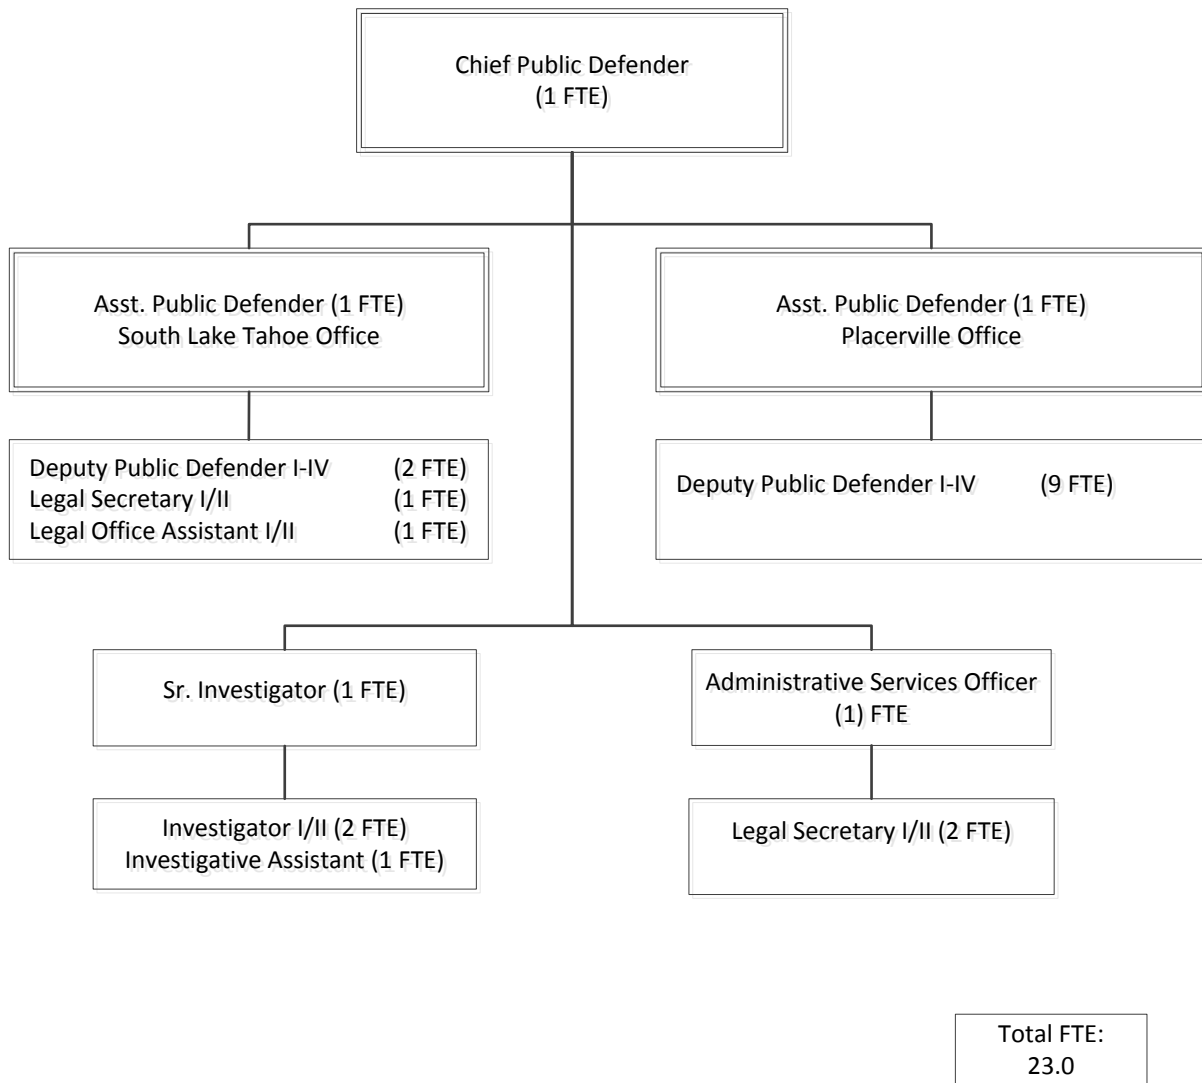 Chief Public Defender
(1 FTE)
Asst. Public Defender (1 FTE)
South Lake Tahoe Office
Asst. Public Defender (1 FTE)
Placerville Office
Deputy Public Defender I-IV (2 FTE)
Legal Secretary I/II (1 FTE)
Legal Office Assistant I/II (1 FTE)
Deputy Public Defender I-IV (9 FTE)
Sr. Investigator (1 FTE)
Administrative Services Officer
(1) FTE
Investigator I/II (2 FTE)
Investigative Assistant (1 FTE)
Legal Secretary I/II (2 FTE)
Total FTE:
23.0